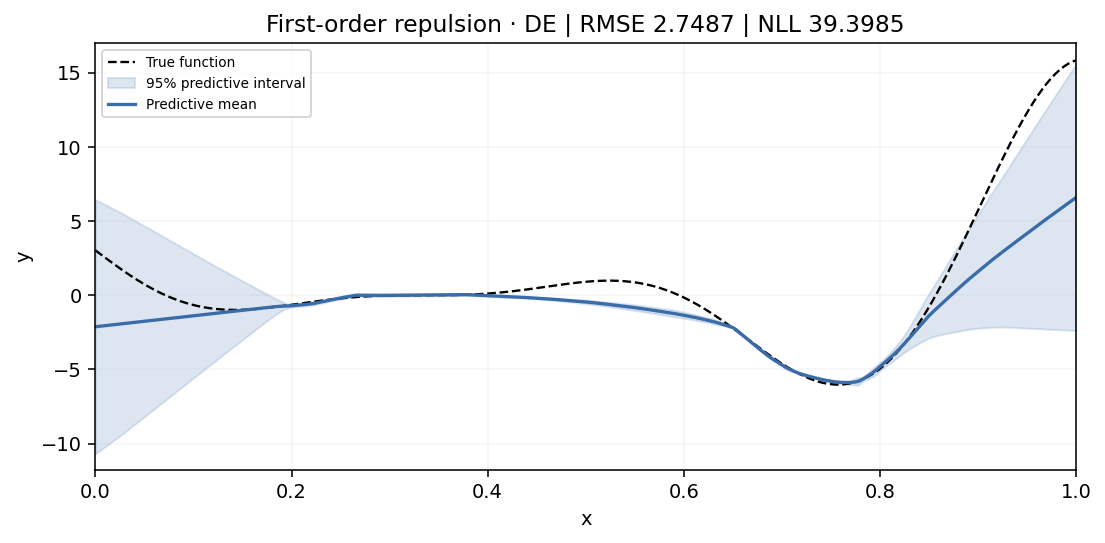 First-order repulsion · DE | RMSE 2.7487 | NLL 39.3985
True function
95% predictive interval
Predictive mean
15
10
5
0
−5
−10
y
0.0 0.2 0.4 0.6 0.8 1.0
x